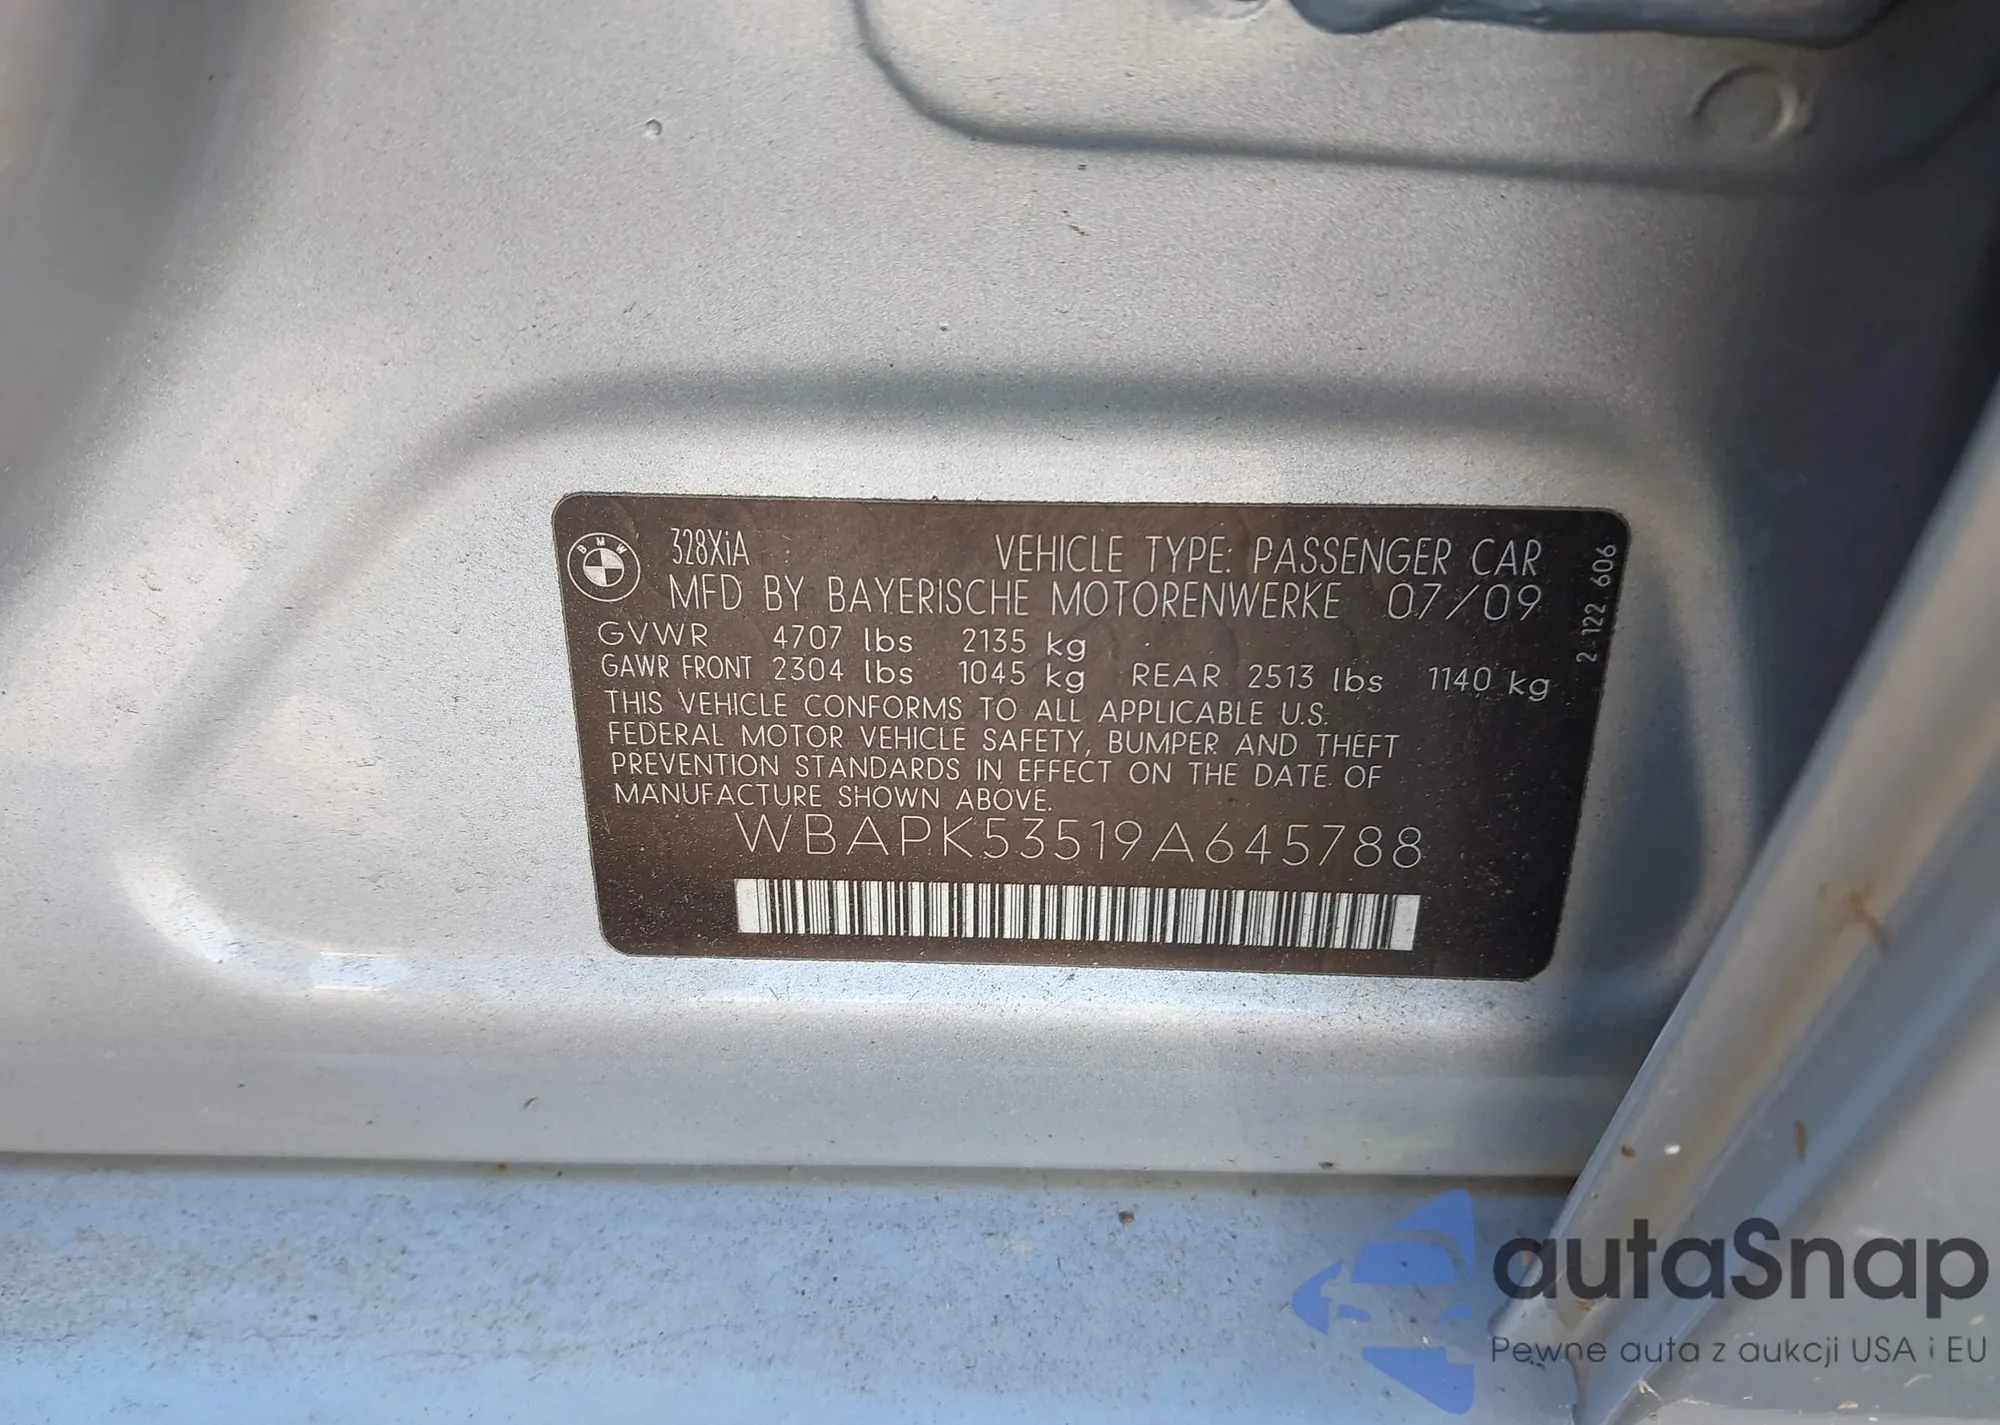 BMW
328XiA VEHICLE TYPE: PASSENGER CAR
MFD BY BAYERISCHE MOTORENWERKE 07/09
GVWR 4707 lbs 2135 kg
GAWR FRONT 2304 lbs 1045 kg REAR 2513 lbs 1140 kg
THIS VEHICLE CONFORMS TO ALL APPLICABLE U.S.
FEDERAL MOTOR VEHICLE SAFETY, BUMPER AND THEFT
PREVENTION STANDARDS IN EFFECT ON THE DATE OF
MANUFACTURE SHOWN ABOVE.
WBAPK53519A645788
2 122 606
autaSnap
Pewne auta z aukcji USA i EU